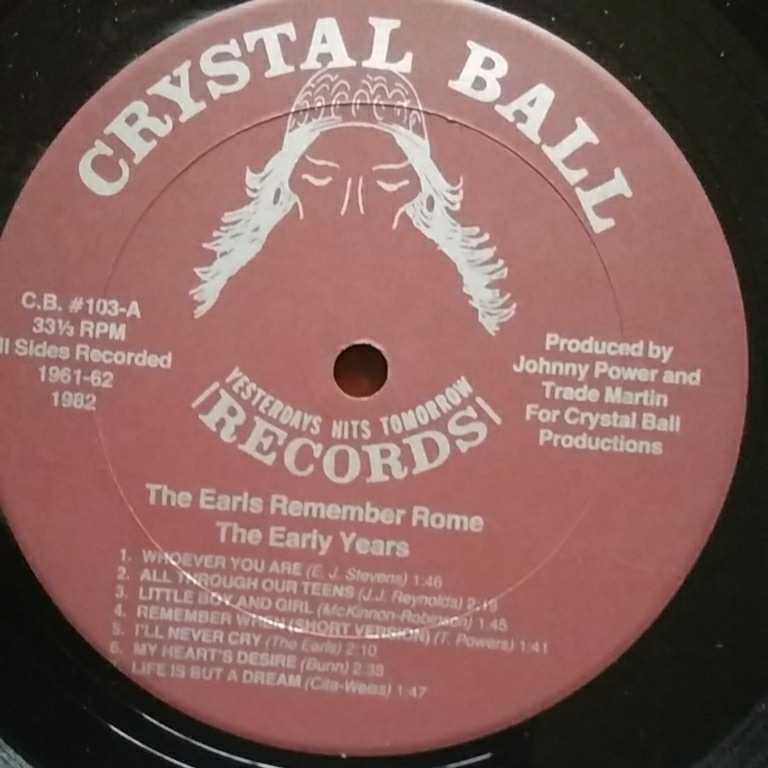 CRYSTAL BALL
C.B. #103-A
33⅓ RPM
ll Sides Recorded
1961-62
1982
Produced by
Johnny Power and
Trade Martin
For Crystal Ball
Productions
YESTERDAYS HITS TOMORROW
RECORDS
The Earls Remember Rome
The Early Years
1. WHOEVER YOU ARE (E. J. Stevens) 1:46
2. ALL THROUGH OUR TEENS (J.J. Reynolds) 2:19
3. LITTLE BOY AND GIRL (McKinnon-Robinson) 1:45
4. REMEMBER WHEN (SHORT VERSION) (T. Powers) 1:41
5. I'LL NEVER CRY (The Earls) 2:10
6. MY HEART'S DESIRE (Bunn) 2:38
LIFE IS BUT A DREAM (Cita-Weiss) 1:47